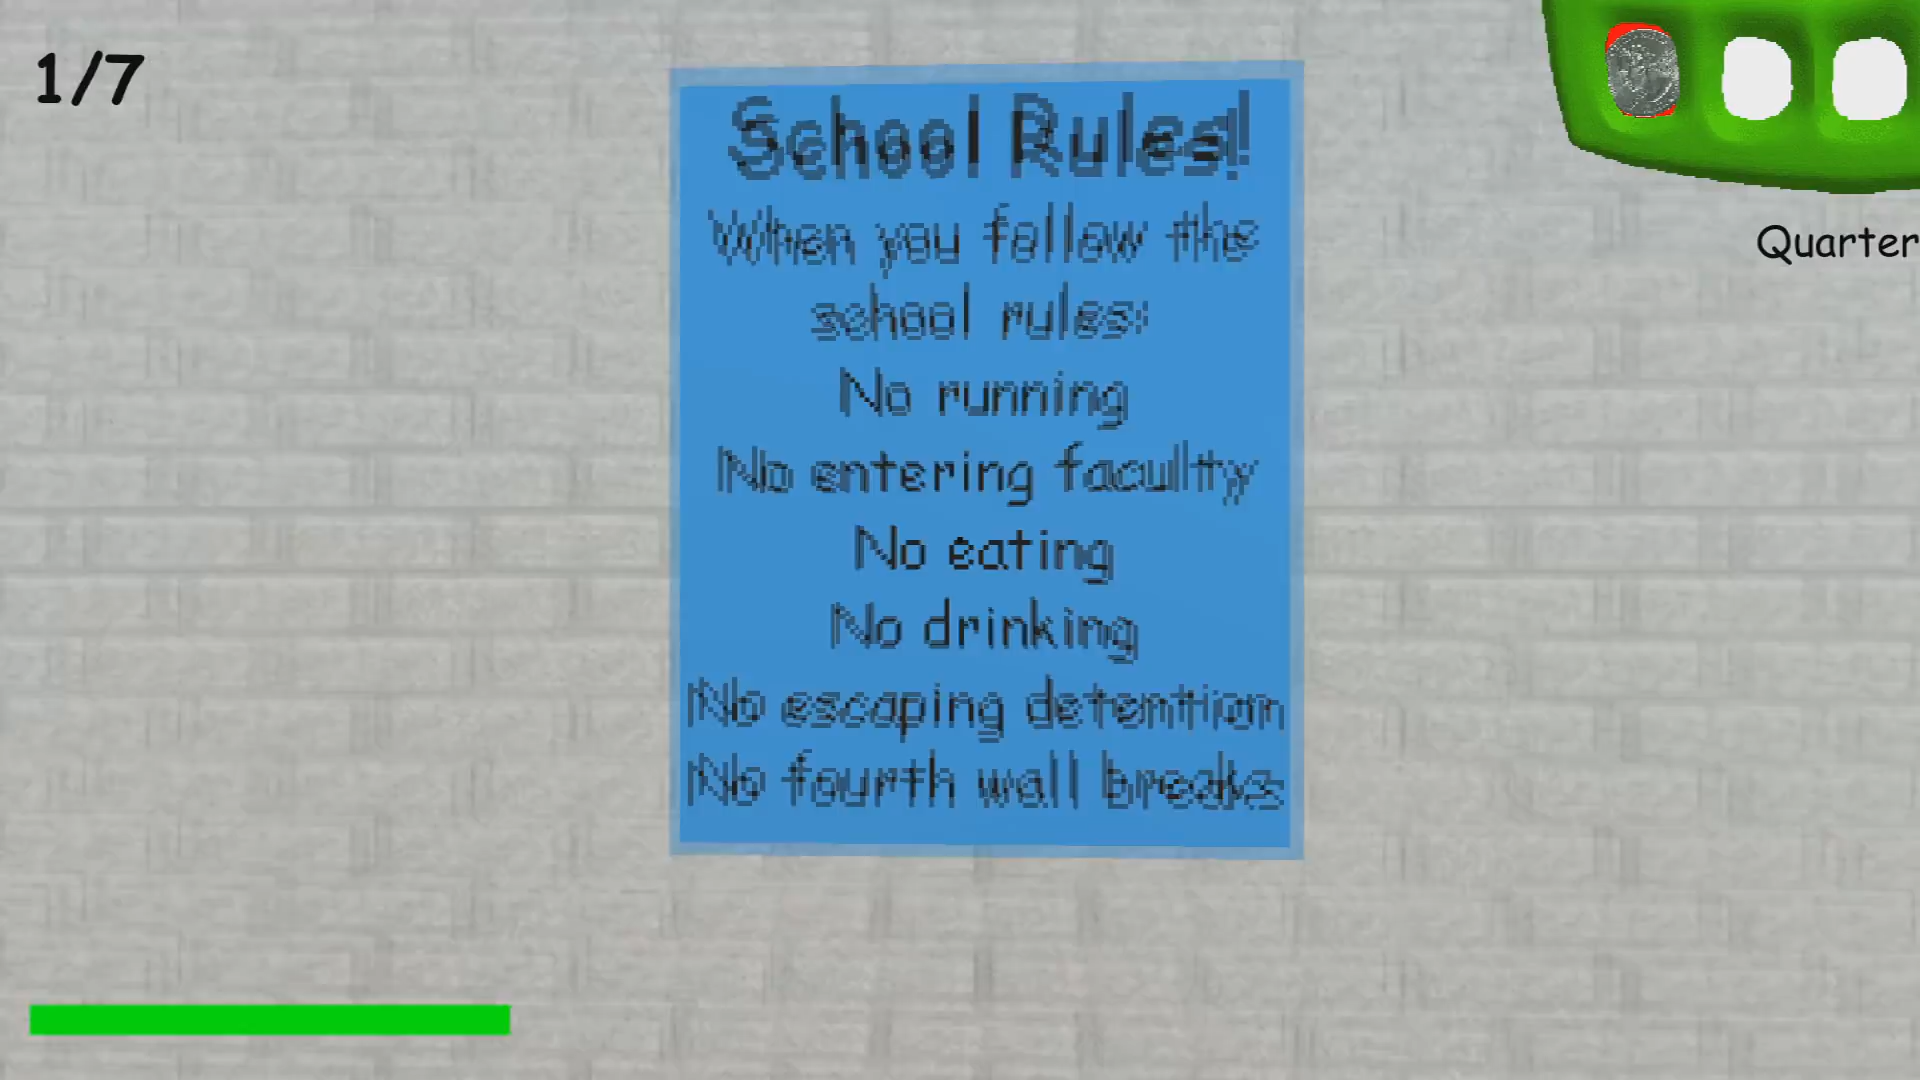 1/7
School Rules!
When you follow the
school rules:
No running
No entering faculty
No eating
No drinking
No escaping detention
No fourth wall breaks
Quarter